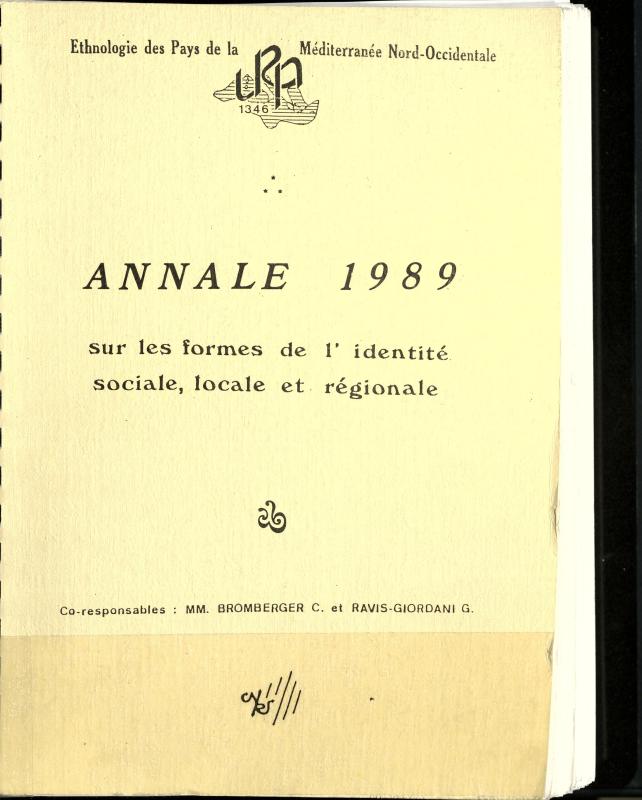 Ethnologie des Pays de la Méditerranée Nord-Occidentale
URA
1346
ANNALE 1989
sur les formes de l' identité
sociale, locale et régionale
Co-responsables : MM. BROMBERGER C. et RAVIS-GIORDANI G.
CNRS